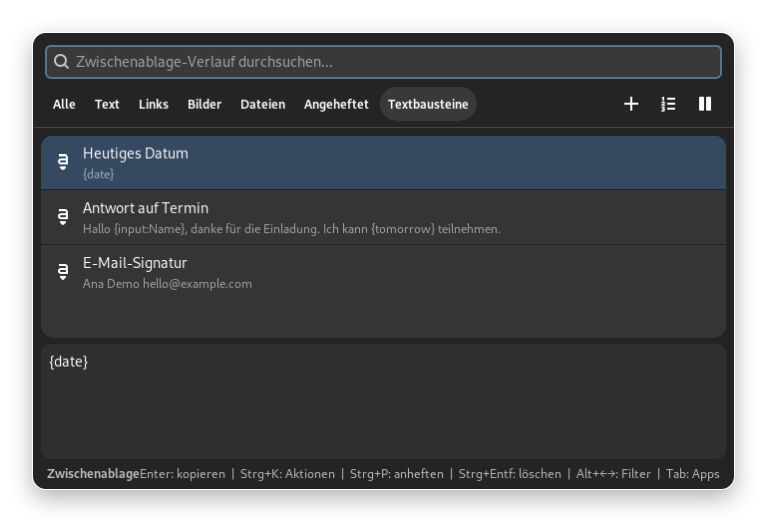 Zwischenablage-Verlauf durchsuchen...
Alle Text Links Bilder Dateien Angeheftet Textbausteine
Heutiges Datum
{date}
Antwort auf Termin
Hallo {input:Name}, danke für die Einladung. Ich kann {tomorrow} teilnehmen.
E-Mail-Signatur
Ana Demo hello@example.com
{date}
ZwischenablageEnter: kopieren | Strg+K: Aktionen | Strg+P: anheften | Strg+Entf: löschen | Alt+←→: Filter | Tab: Apps